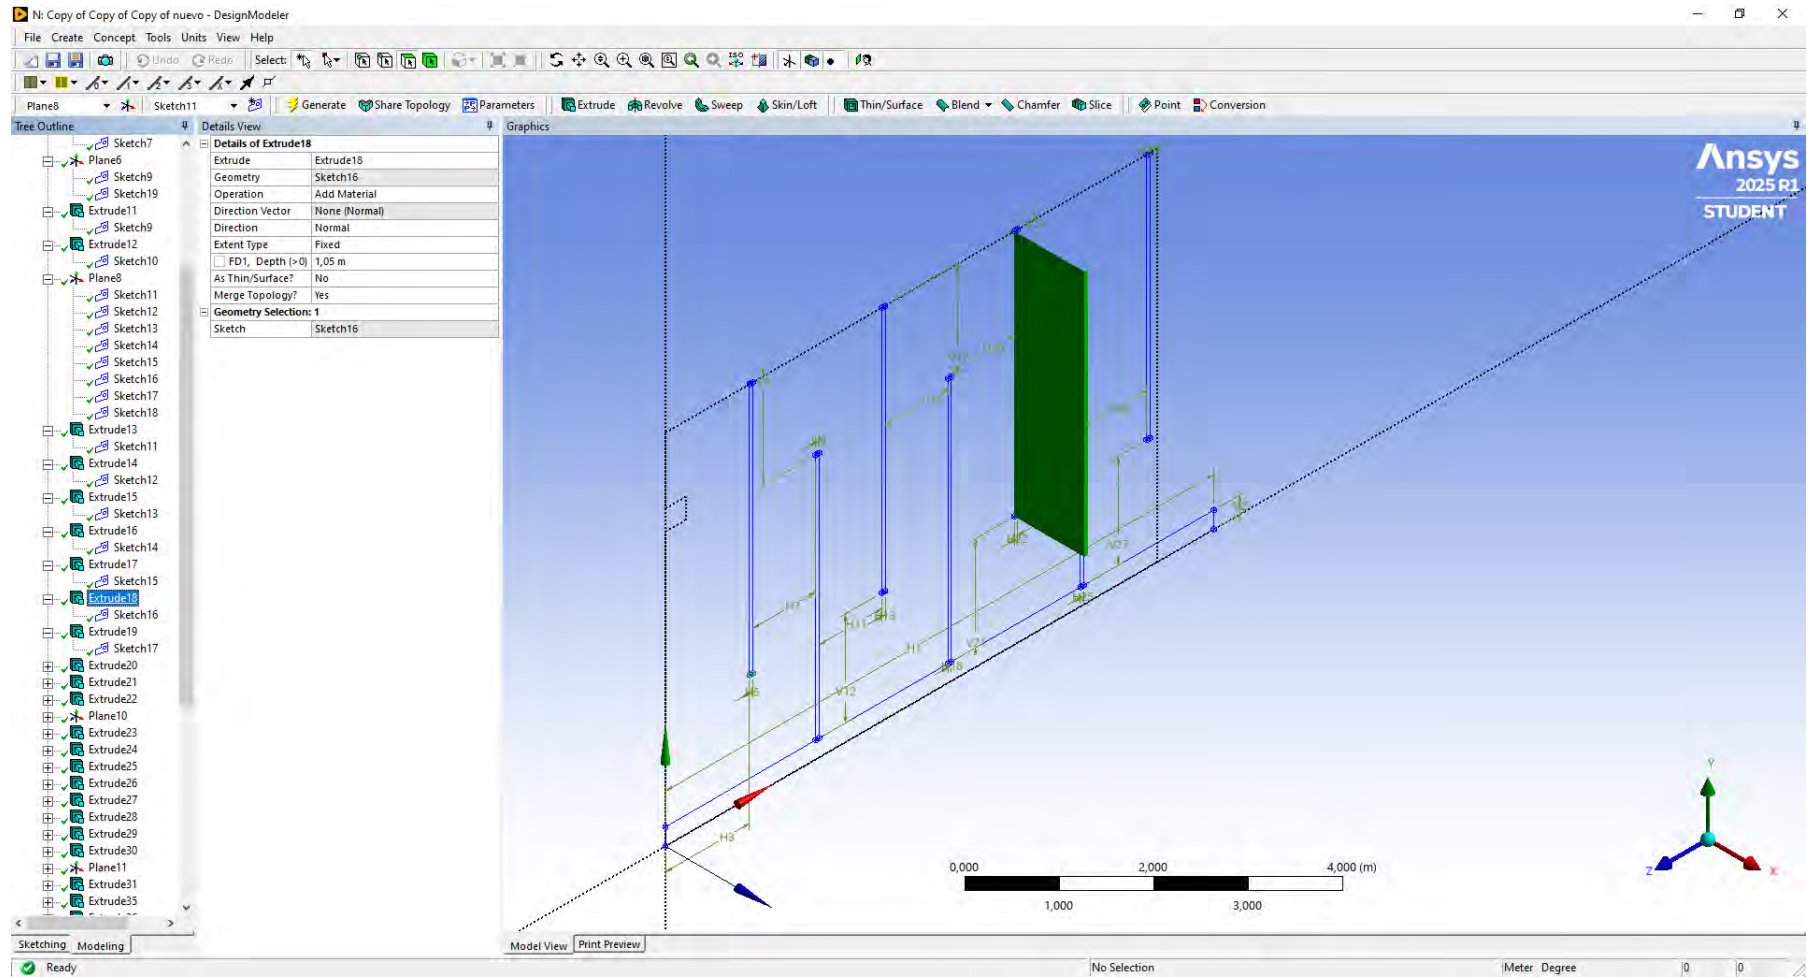 N: Copy of Copy of Copy of nuevo - DesignModeler
File Create Concept Tools Units View Help
Undo Redo Select:
Plane8 Sketch11 Generate Share Topology Parameters Extrude Revolve Sweep Skin/Loft Thin/Surface Blend Chamfer Slice Point Conversion
Tree Outline
Sketch7
Plane6
Sketch9
Sketch19
Extrude11
Sketch9
Extrude12
Sketch10
Plane8
Sketch11
Sketch12
Sketch13
Sketch14
Sketch15
Sketch16
Sketch17
Sketch18
Extrude13
Sketch11
Extrude14
Sketch12
Extrude15
Sketch13
Extrude16
Sketch14
Extrude17
Sketch15
Extrude18
Sketch16
Extrude19
Sketch17
Extrude20
Extrude21
Extrude22
Plane10
Extrude23
Extrude24
Extrude25
Extrude26
Extrude27
Extrude28
Extrude29
Extrude30
Plane11
Extrude31
Extrude35
Sketching Modeling
Details View
Details of Extrude18
Extrude Extrude18
Geometry Sketch16
Operation Add Material
Direction Vector None (Normal)
Direction Normal
Extent Type Fixed
FD1, Depth (>0) 1,05 m
As Thin/Surface? No
Merge Topology? Yes
Geometry Selection: 1
Sketch Sketch16
Graphics
Ansys
2025 R1
STUDENT
H7
H11
H1
V12
V27
H3
0,000 2,000 4,000 (m)
1,000 3,000
Y
Z
X
Model View Print Preview
Ready No Selection Meter Degree 0 0